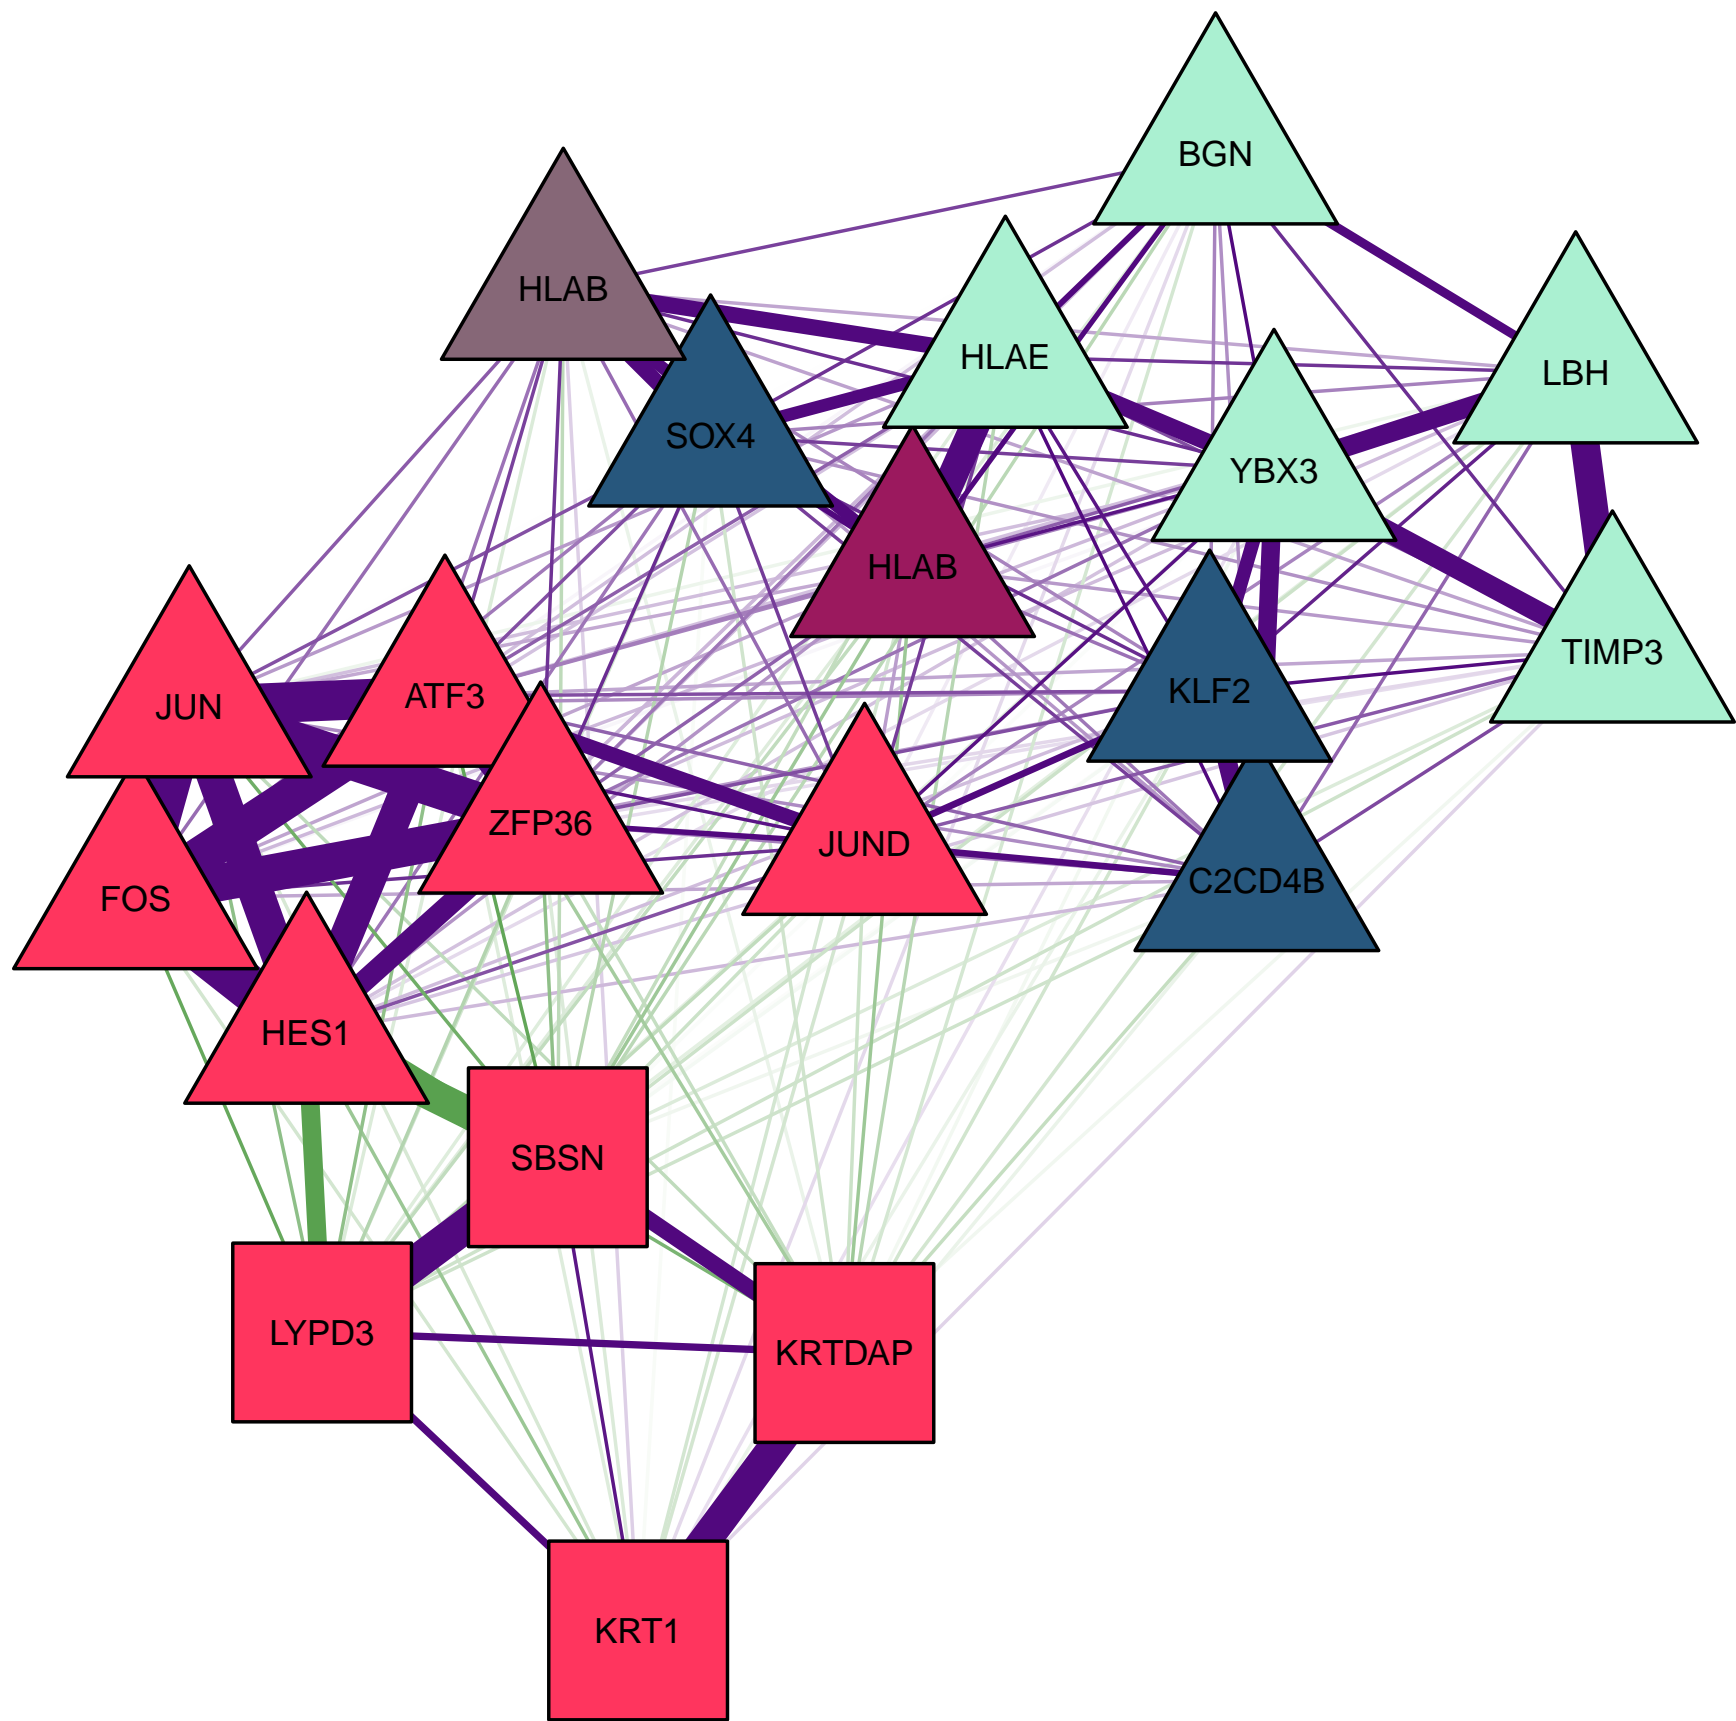 BGN
HLAB
HLAE
LBH
SOX4
YBX3
HLAB
TIMP3
KLF2
ATF3
JUN
ZFP36
JUND
C2CD4B
FOS
HES1
SBSN
LYPD3
KRTDAP
KRT1